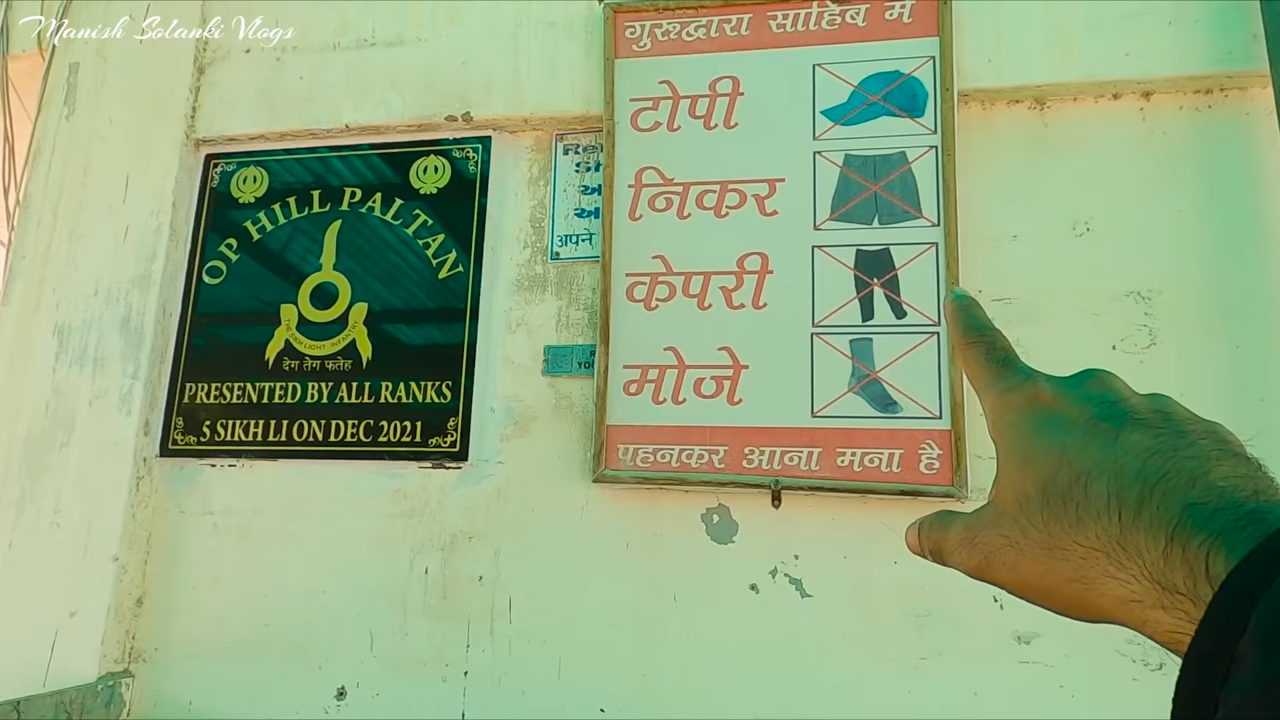 Manish Solanki Vlogs
OP HILL PALTAN
THE SIKH LIGHT INFANTRY
देग तेग फतेह
PRESENTED BY ALL RANKS
5 SIKH LI ON DEC 2021
अपने
गुरुद्वारा साहिब में
टोपी
निकर
केपरी
मोजे
पहनकर आना मना है